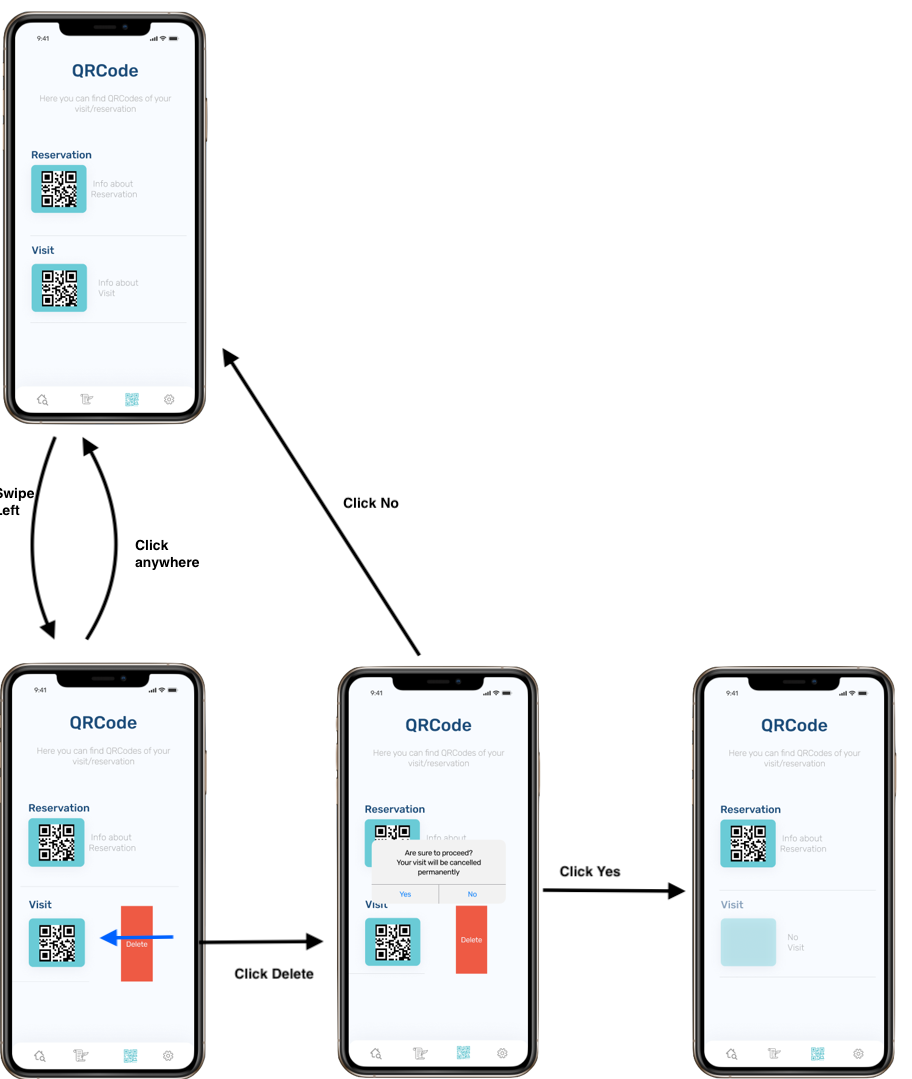 9:41
QRCode
Here you can find QRCodes of your
visit/reservation
Reservation
Info about
Reservation
Visit
Info about
Visit
Swipe
Left
Click
anywhere
Click No
9:41
QRCode
Here you can find QRCodes of your
visit/reservation
Reservation
Info about
Reservation
Visit
Delete
Click Delete
9:41
QRCode
Here you can find QRCodes of your
visit/reservation
Reservation
Info about
Are sure to proceed?
Your visit will be cancelled
permanently
Yes
No
Visit
Delete
Click Yes
9:41
QRCode
Here you can find QRCodes of your
visit/reservation
Reservation
Info about
Reservation
Visit
No
Visit